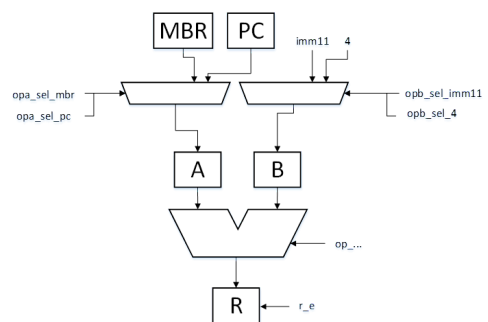 MBR PC
imm11 4
opa_sel_mbr
opb_sel_imm11
opa_sel_pc
opb_sel_4
A B
op_...
R
r_e